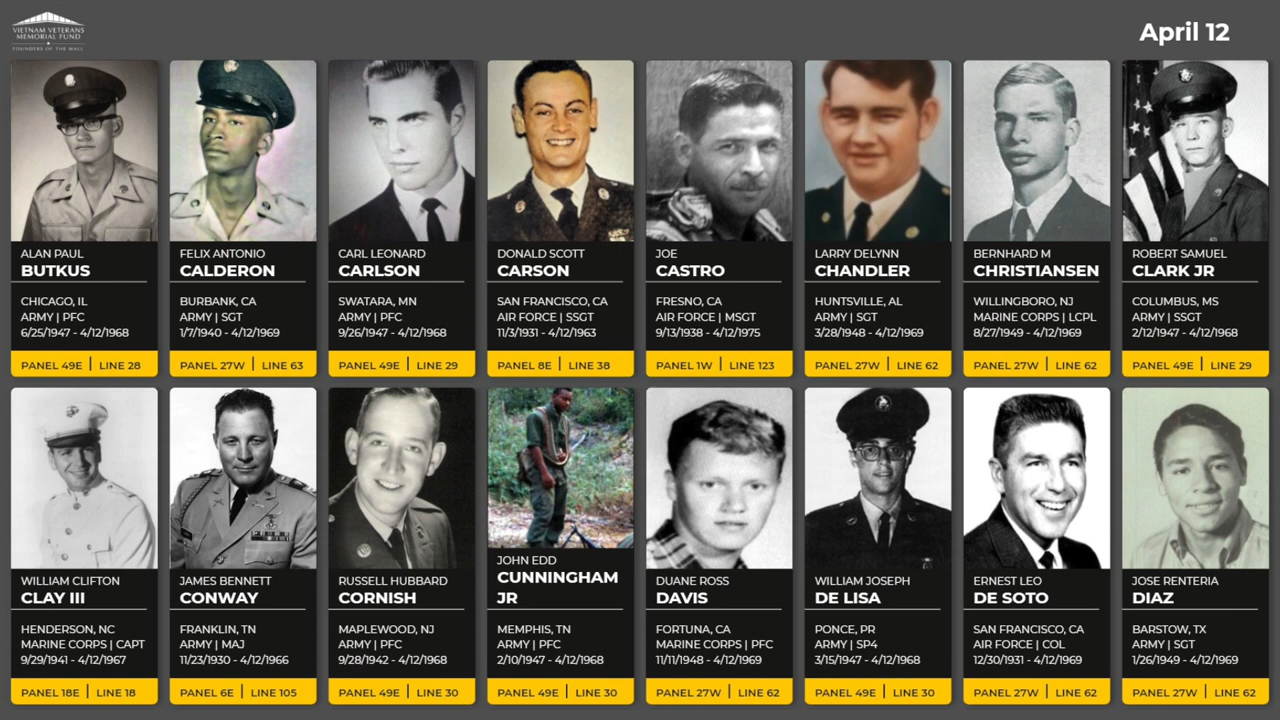 VIETNAM VETERANS
MEMORIAL FUND
FOUNDERS OF THE WALL
April 12
ALAN PAUL
BUTKUS
CHICAGO, IL
ARMY | PFC
6/25/1947 - 4/12/1968
PANEL 49E | LINE 28
FELIX ANTONIO
CALDERON
BURBANK, CA
ARMY | SGT
1/7/1940 - 4/12/1969
PANEL 27W | LINE 63
CARL LEONARD
CARLSON
SWATARA, MN
ARMY | PFC
9/26/1947 - 4/12/1968
PANEL 49E | LINE 29
DONALD SCOTT
CARSON
SAN FRANCISCO, CA
AIR FORCE | SSGT
11/3/1931 - 4/12/1963
PANEL 8E | LINE 38
JOE
CASTRO
FRESNO, CA
AIR FORCE | MSGT
9/13/1938 - 4/12/1975
PANEL 1W | LINE 123
LARRY DELYNN
CHANDLER
HUNTSVILLE, AL
ARMY | SGT
3/28/1948 - 4/12/1969
PANEL 27W | LINE 62
BERNHARD M
CHRISTIANSEN
WILLINGBORO, NJ
MARINE CORPS | LCPL
8/27/1949 - 4/12/1969
PANEL 27W | LINE 62
ROBERT SAMUEL
CLARK JR
COLUMBUS, MS
ARMY | SSGT
2/12/1947 - 4/12/1968
PANEL 49E | LINE 29
WILLIAM CLIFTON
CLAY III
HENDERSON, NC
MARINE CORPS | CAPT
9/29/1941 - 4/12/1967
PANEL 18E | LINE 18
JAMES BENNETT
CONWAY
FRANKLIN, TN
ARMY | MAJ
11/23/1930 - 4/12/1966
PANEL 6E | LINE 105
RUSSELL HUBBARD
CORNISH
MAPLEWOOD, NJ
ARMY | PFC
9/28/1942 - 4/12/1968
PANEL 49E | LINE 30
JOHN EDD
CUNNINGHAM
JR
MEMPHIS, TN
ARMY | PFC
2/10/1947 - 4/12/1968
PANEL 49E | LINE 30
DUANE ROSS
DAVIS
FORTUNA, CA
MARINE CORPS | PFC
11/11/1948 - 4/12/1969
PANEL 27W | LINE 62
WILLIAM JOSEPH
DE LISA
PONCE, PR
ARMY | SP4
3/15/1947 - 4/12/1968
PANEL 49E | LINE 30
ERNEST LEO
DE SOTO
SAN FRANCISCO, CA
AIR FORCE | COL
12/30/1931 - 4/12/1969
PANEL 27W | LINE 62
JOSE RENTERIA
DIAZ
BARSTOW, TX
ARMY | SGT
1/26/1949 - 4/12/1969
PANEL 27W | LINE 62